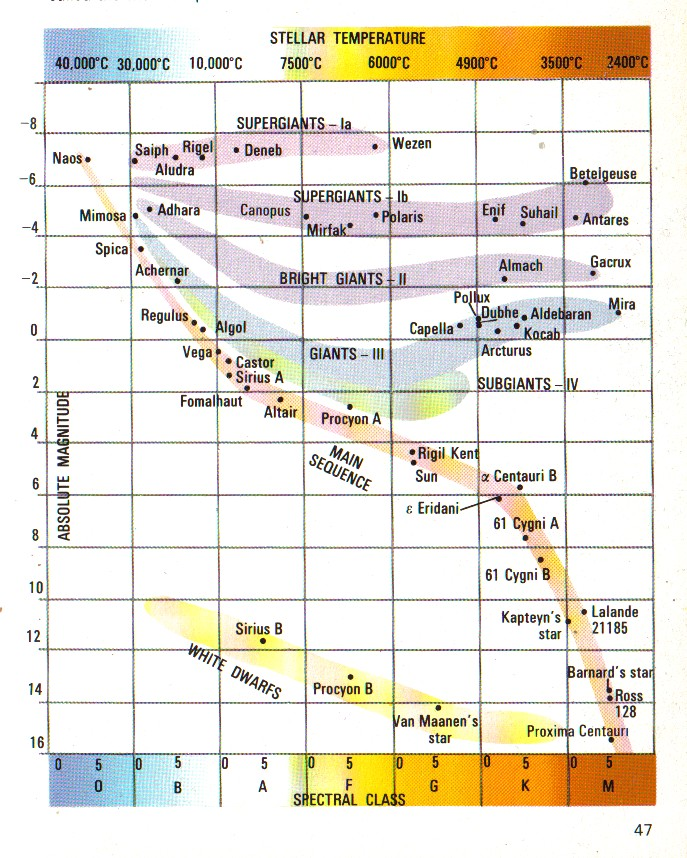 STELLAR TEMPERATURE
40,000°C 30,000°C 10,000°C 7500°C 6000°C 4900°C 3500°C 2400°C
-8
SUPERGIANTS - Ia
Naos
Saiph
Rigel
Deneb
Wezen
Aludra
-6
Betelgeuse
SUPERGIANTS - Ib
Mimosa
Adhara
Canopus
Mirfak
Polaris
Enif
Suhail
Antares
-4
Spica
Achernar
-2
BRIGHT GIANTS - II
Almach
Gacrux
Pollux
Mira
Regulus
Algol
Capella
Dubhe
Aldebaran
Kocab
0
Arcturus
Vega
GIANTS - III
Castor
Sirius A
2
SUBGIANTS - IV
Fomalhaut
Altair
Procyon A
4
MAIN
SEQUENCE
Rigil Kent
Sun
α Centauri B
6
ε Eridani
61 Cygni A
8
61 Cygni B
10
Kapteyn's
star
Lalande
21185
12
Sirius B
WHITE DWARFS
Procyon B
Barnard's star
Ross
128
14
Van Maanen's
star
Proxima Centauri
16
ABSOLUTE MAGNITUDE
0 5 0 5 0 5 0 5 0 5 0 5 0 5
O B A F G K M
SPECTRAL CLASS
47